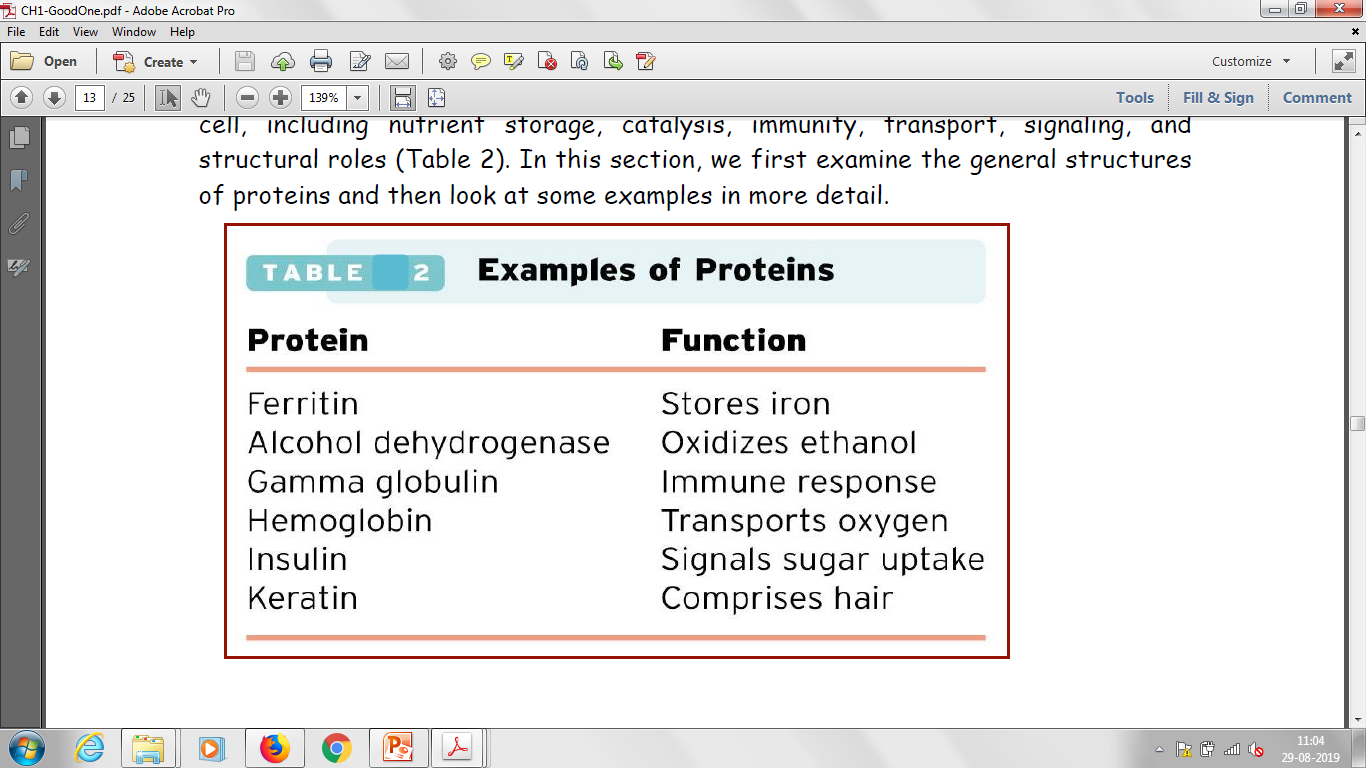 CH1-GoodOne.pdf - Adobe Acrobat Pro
File Edit View Window Help
Open Create Customize
13 / 25 139% Tools Fill & Sign Comment
cell, including nutrient storage, catalysis, immunity, transport, signaling, and
structural roles (Table 2). In this section, we first examine the general structures
of proteins and then look at some examples in more detail.
TABLE 2 Examples of Proteins
Protein Function
Ferritin Stores iron
Alcohol dehydrogenase Oxidizes ethanol
Gamma globulin Immune response
Hemoglobin Transports oxygen
Insulin Signals sugar uptake
Keratin Comprises hair
11:04
29-08-2019